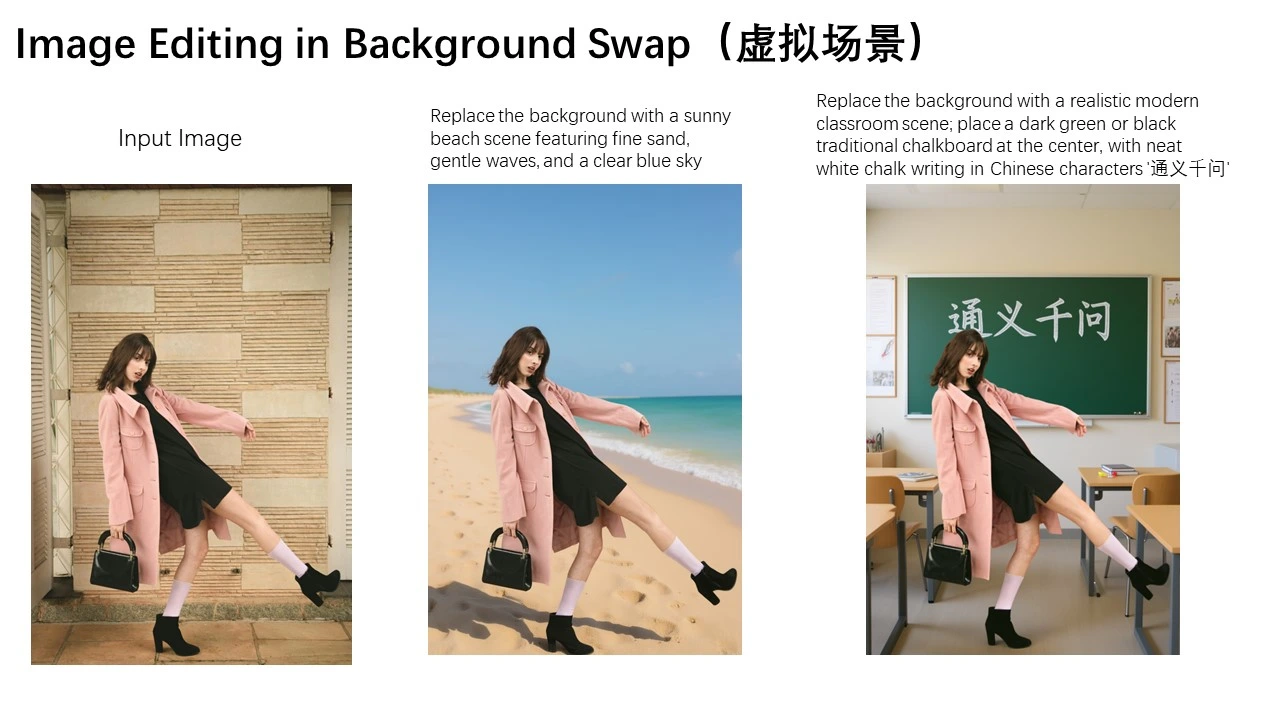 Image Editing in Background Swap（虚拟场景）
Input Image
Replace the background with a sunny
beach scene featuring fine sand,
gentle waves, and a clear blue sky
Replace the background with a realistic modern
classroom scene; place a dark green or black
traditional chalkboard at the center, with neat
white chalk writing in Chinese characters '通义千问'
通义千问